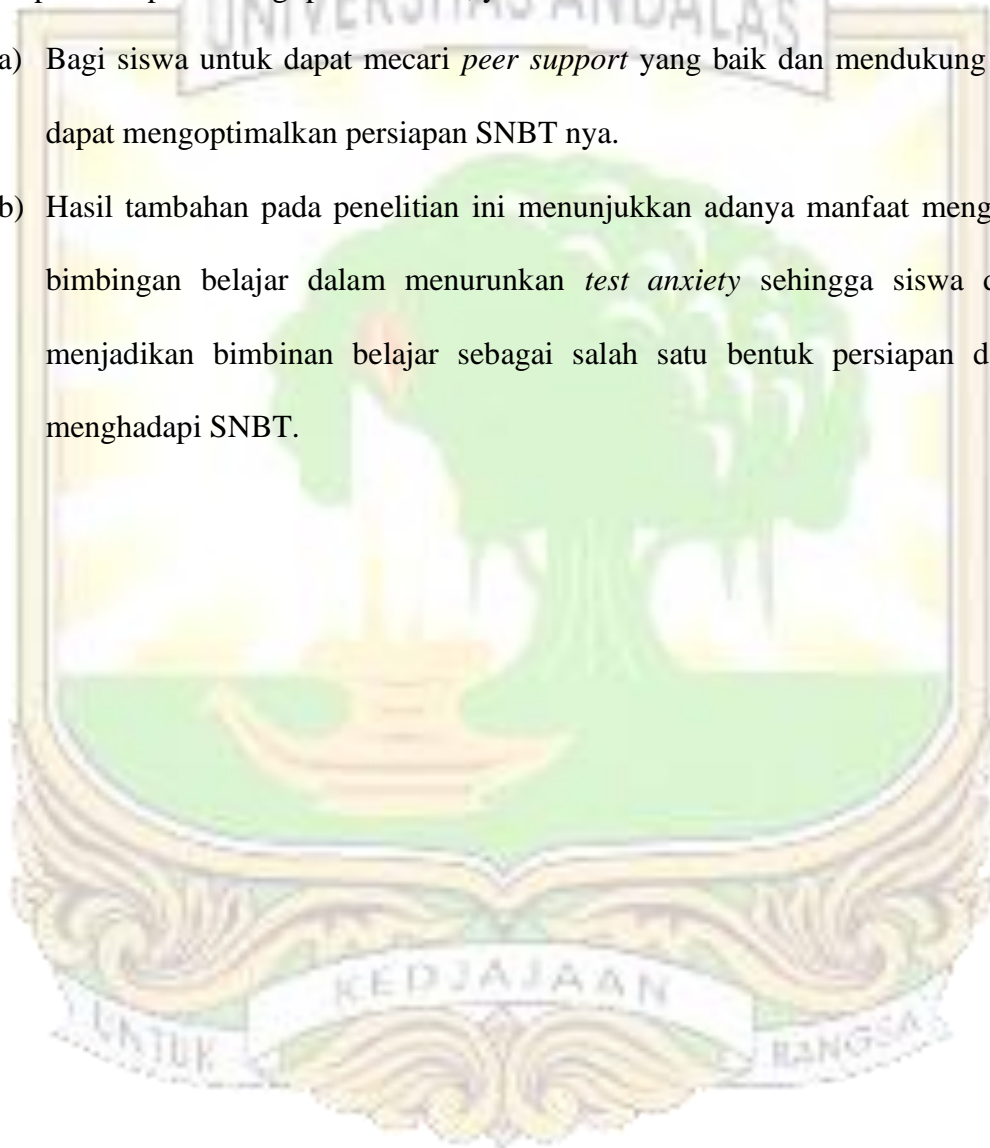 UNIVERSITAS ANDALAS
a) Bagi siswa untuk dapat mecari peer support yang baik dan mendukung
dapat mengoptimalkan persiapan SNBT nya.
b) Hasil tambahan pada penelitian ini menunjukkan adanya manfaat meng
bimbingan belajar dalam menurunkan test anxiety sehingga siswa d
menjadikan bimbinan belajar sebagai salah satu bentuk persiapan d
menghadapi SNBT.
UNTUK KEDJAJAAN BANGSA